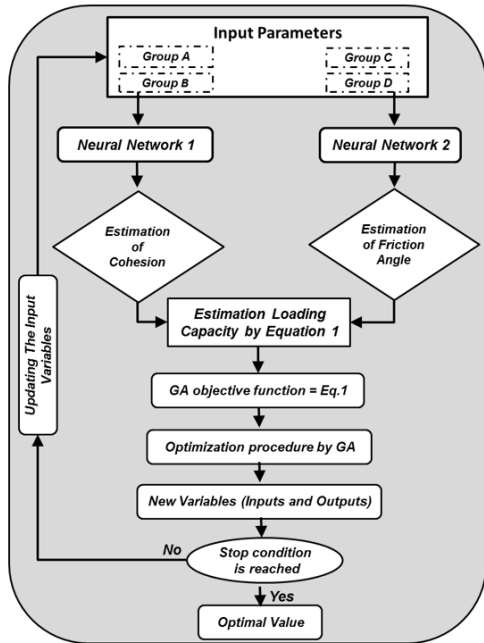 Input Parameters
Group A
Group C
Group B
Group D
Neural Network 1
Neural Network 2
Estimation
of
Cohesion
Estimation
of Friction
Angle
Updating The Input
Variables
Estimation Loading
Capacity by Equation 1
GA objective function = Eq.1
Optimization procedure by GA
New Variables (Inputs and Outputs)
No
Stop condition
is reached
Yes
Optimal Value